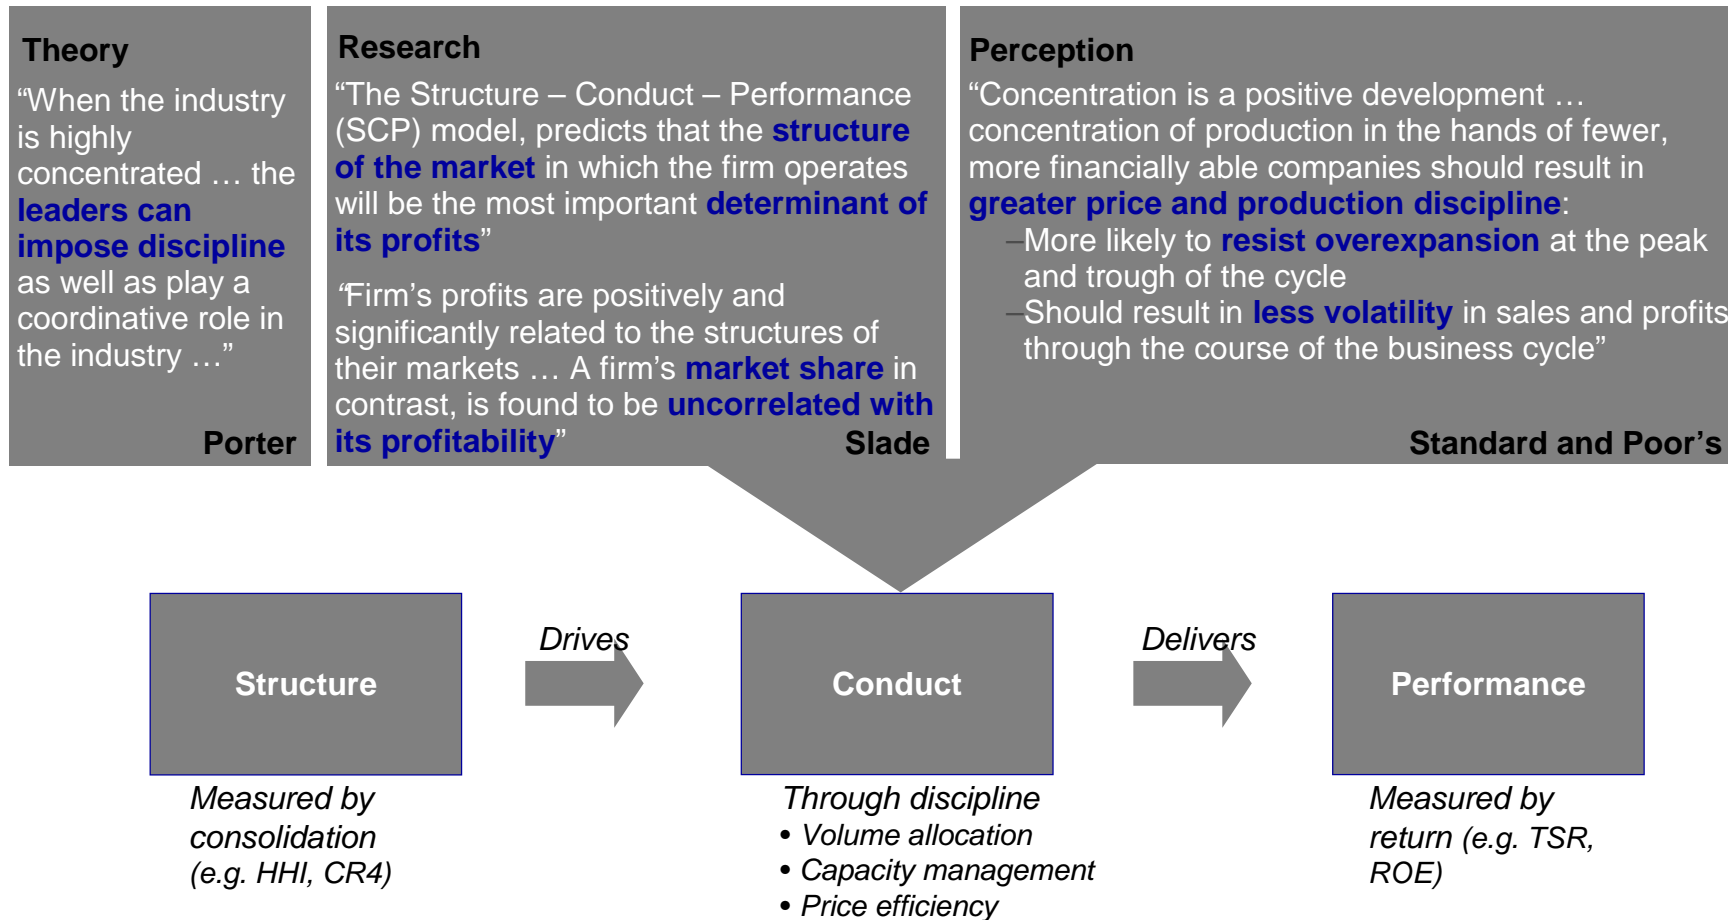 Theory
“When the industry
is highly
concentrated … the
leaders can
impose discipline
as well as play a
coordinative role in
the industry …”
Porter
Research
“The Structure – Conduct – Performance
(SCP) model, predicts that the structure
of the market in which the firm operates
will be the most important determinant of
its profits”
“Firm’s profits are positively and
significantly related to the structures of
their markets … A firm’s market share in
contrast, is found to be uncorrelated with
its profitability”
Slade
Perception
“Concentration is a positive development …
concentration of production in the hands of fewer,
more financially able companies should result in
greater price and production discipline:
–More likely to resist overexpansion at the peak
and trough of the cycle
–Should result in less volatility in sales and profits
through the course of the business cycle”
Standard and Poor’s
Structure
Drives
Conduct
Delivers
Performance
Measured by
consolidation
(e.g. HHI, CR4)
Through discipline
• Volume allocation
• Capacity management
• Price efficiency
Measured by
return (e.g. TSR,
ROE)